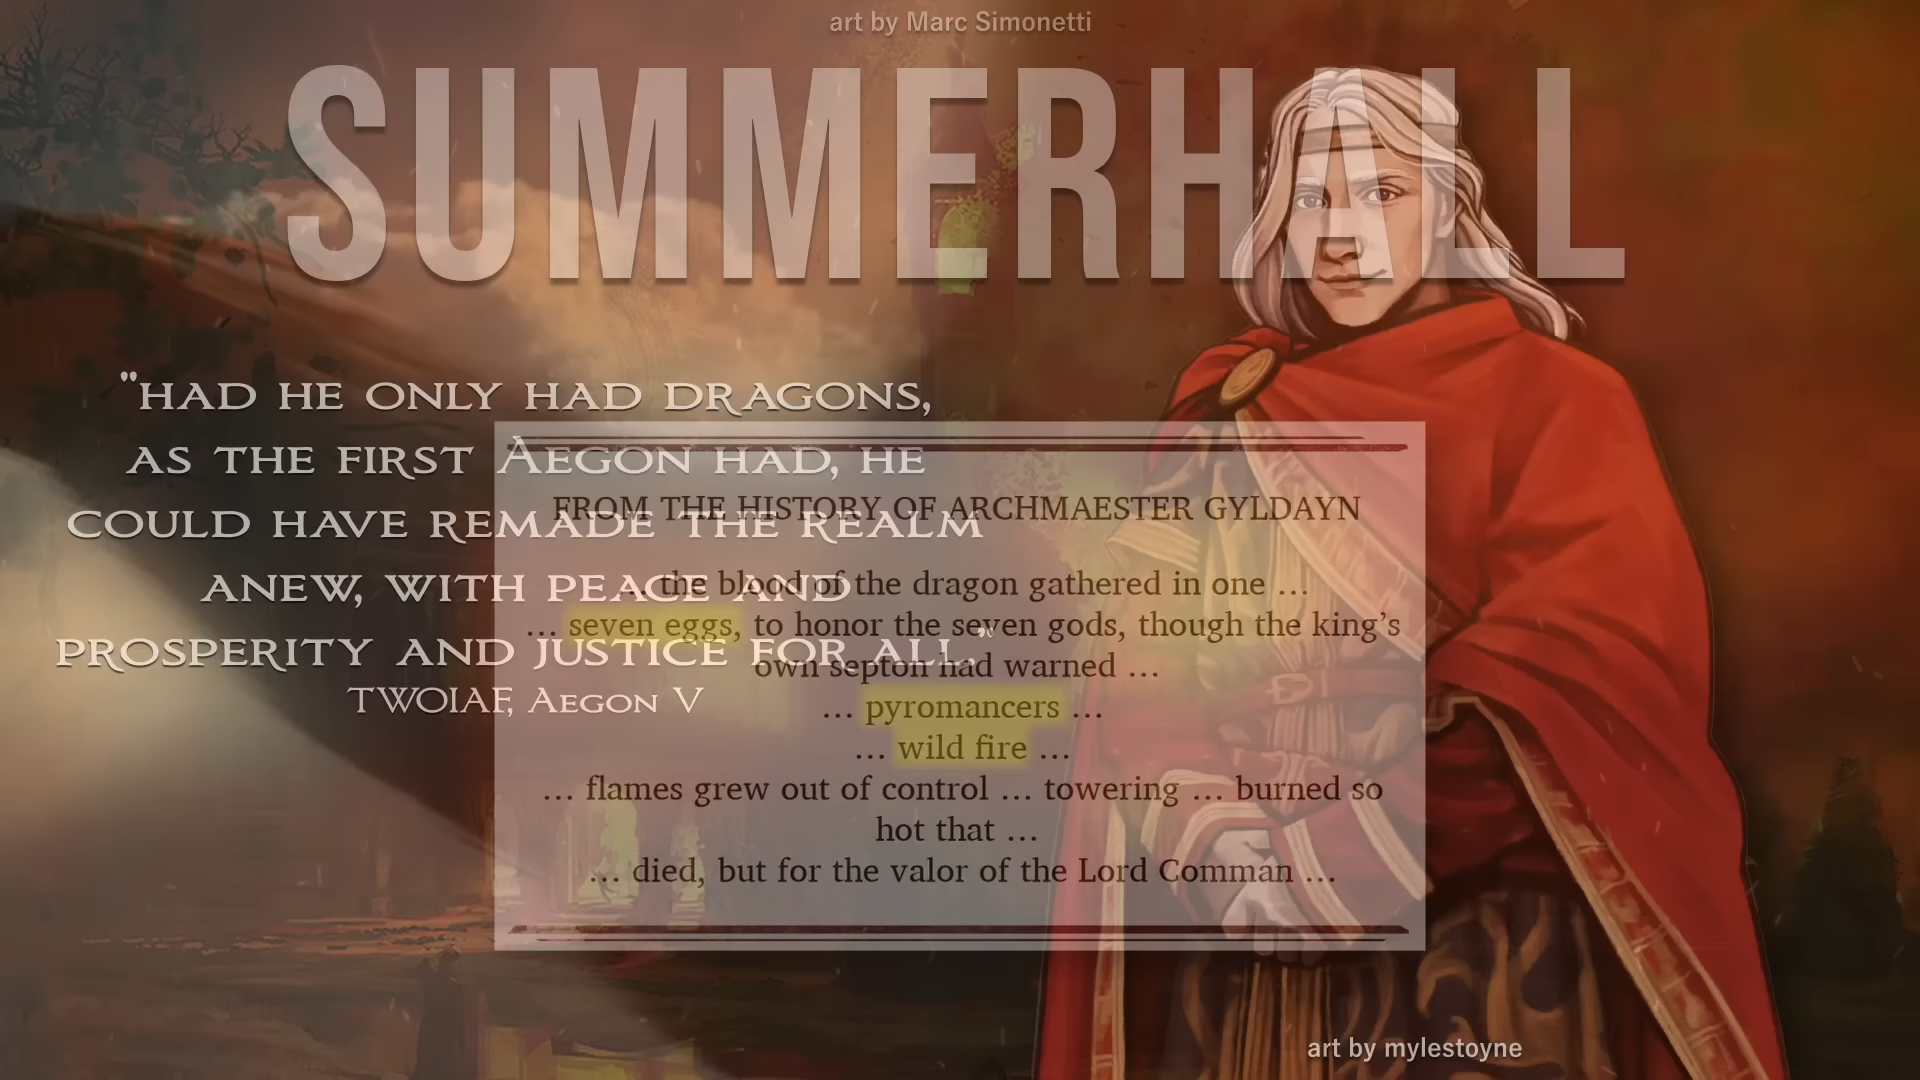 art by Marc Simonetti
SUMMERHALL
"HAD HE ONLY HAD DRAGONS,
AS THE FIRST AEGON HAD, HE
COULD HAVE REMADE THE REALM
ANEW, WITH PEACE AND
PROSPERITY AND JUSTICE FOR ALL."
TWOIAF, AEGON V
FROM THE HISTORY OF ARCHMAESTER GYLDAYN
… the blood of the dragon gathered in one …
… seven eggs, to honor the seven gods, though the king’s
own septon had warned …
… pyromancers …
… wild fire …
… flames grew out of control … towering … burned so
hot that …
… died, but for the valor of the Lord Comman …
art by mylestoyne